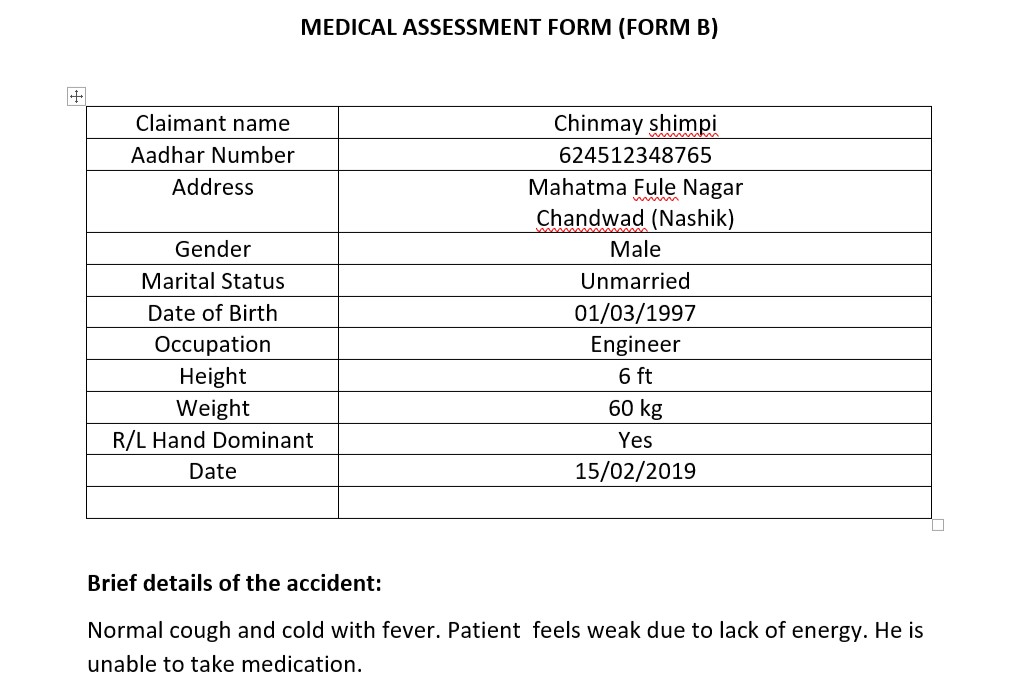 MEDICAL ASSESSMENT FORM (FORM B)
Claimant name Chinmay shimpi
Aadhar Number 624512348765
Address Mahatma Fule Nagar
Chandwad (Nashik)
Gender Male
Marital Status Unmarried
Date of Birth 01/03/1997
Occupation Engineer
Height 6 ft
Weight 60 kg
R/L Hand Dominant Yes
Date 15/02/2019
Brief details of the accident:
Normal cough and cold with fever. Patient  feels weak due to lack of energy. He is
unable to take medication.